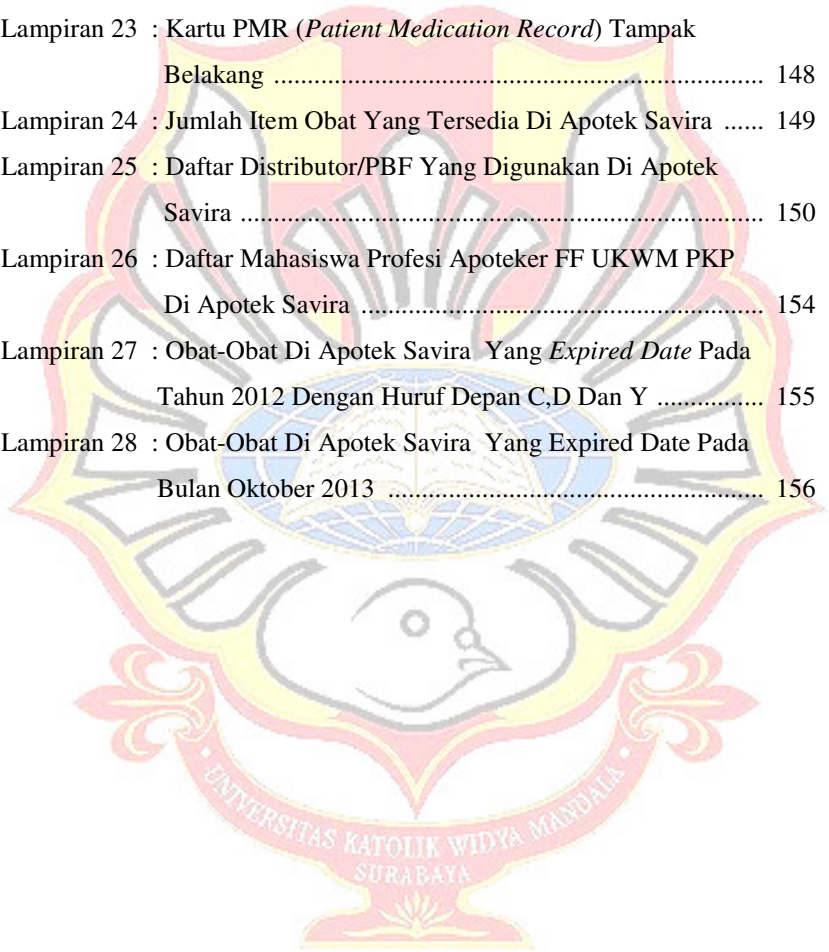 Lampiran 23 : Kartu PMR (Patient Medication Record) Tampak
Belakang ............................................................. 148
Lampiran 24 : Jumlah Item Obat Yang Tersedia Di Apotek Savira ...... 149
Lampiran 25 : Daftar Distributor/PBF Yang Digunakan Di Apotek
Savira ................................................................. 150
Lampiran 26 : Daftar Mahasiswa Profesi Apoteker FF UKWM PKP
Di Apotek Savira .................................................. 154
Lampiran 27 : Obat-Obat Di Apotek Savira Yang Expired Date Pada
Tahun 2012 Dengan Huruf Depan C,D Dan Y ............... 155
Lampiran 28 : Obat-Obat Di Apotek Savira Yang Expired Date Pada
Bulan Oktober 2013 ............................................... 156
UNIVERSITAS KATOLIK WIDYA MANDALA
SURABAYA